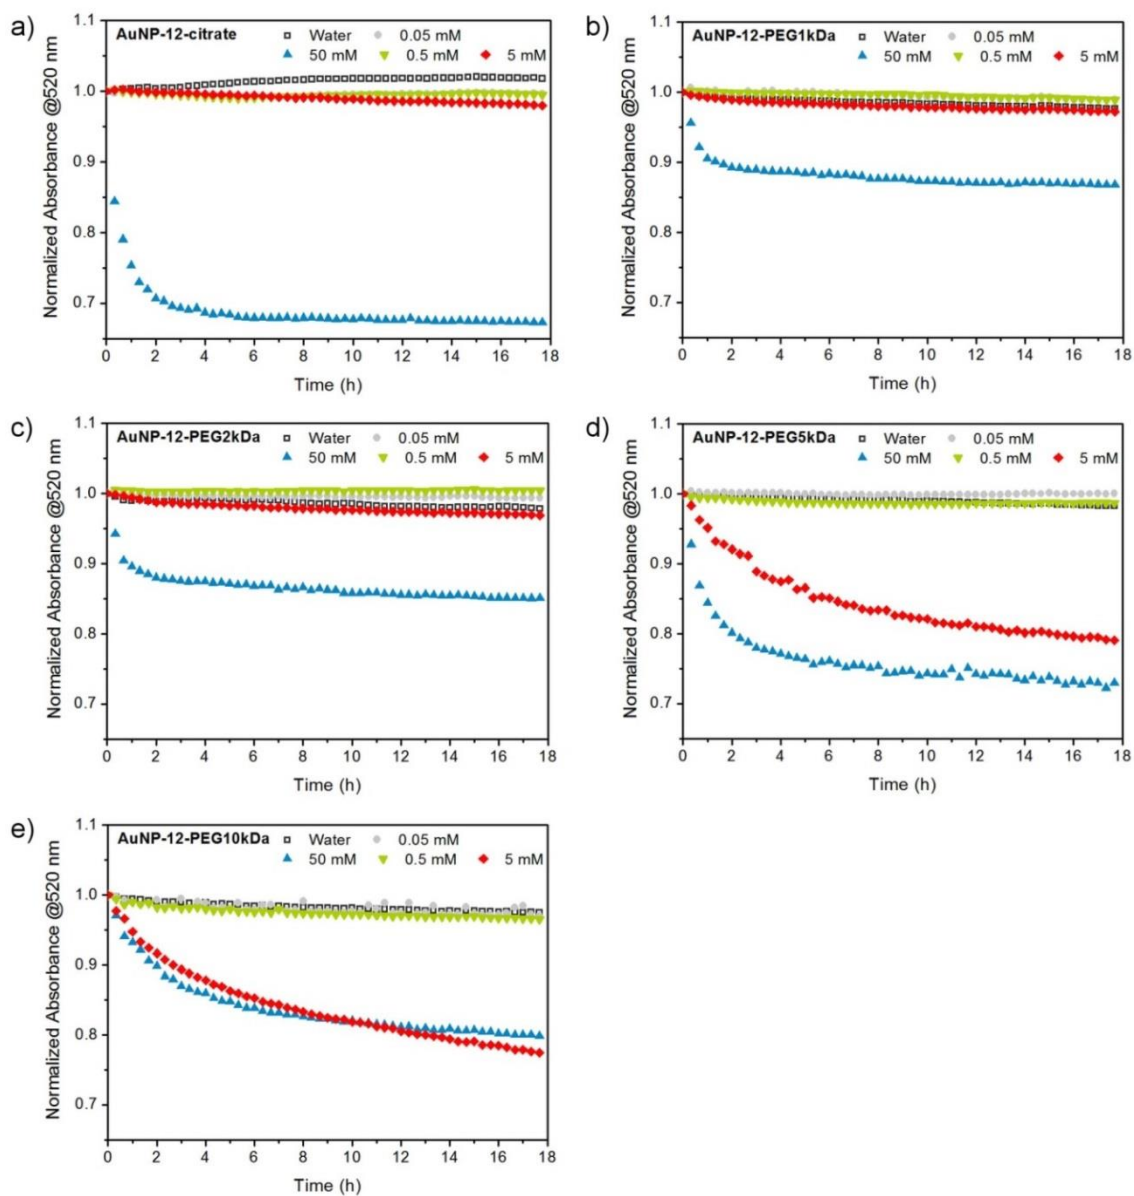 a)
AuNP-12-citrate
Water 0.05 mM
50 mM 0.5 mM 5 mM
Normalized Absorbance @520 nm
1.1
1.0
0.9
0.8
0.7
0 2 4 6 8 10 12 14 16 18
Time (h)
b)
AuNP-12-PEG1kDa
Water 0.05 mM
50 mM 0.5 mM 5 mM
Normalized Absorbance @520 nm
1.1
1.0
0.9
0.8
0.7
0 2 4 6 8 10 12 14 16 18
Time (h)
c)
AuNP-12-PEG2kDa
Water 0.05 mM
50 mM 0.5 mM 5 mM
Normalized Absorbance @520 nm
1.1
1.0
0.9
0.8
0.7
0 2 4 6 8 10 12 14 16 18
Time (h)
d)
AuNP-12-PEG5kDa
Water 0.05 mM
50 mM 0.5 mM 5 mM
Normalized Absorbance @520 nm
1.1
1.0
0.9
0.8
0.7
0 2 4 6 8 10 12 14 16 18
Time (h)
e)
AuNP-12-PEG10kDa
Water 0.05 mM
50 mM 0.5 mM 5 mM
Normalized Absorbance @520 nm
1.1
1.0
0.9
0.8
0.7
0 2 4 6 8 10 12 14 16 18
Time (h)